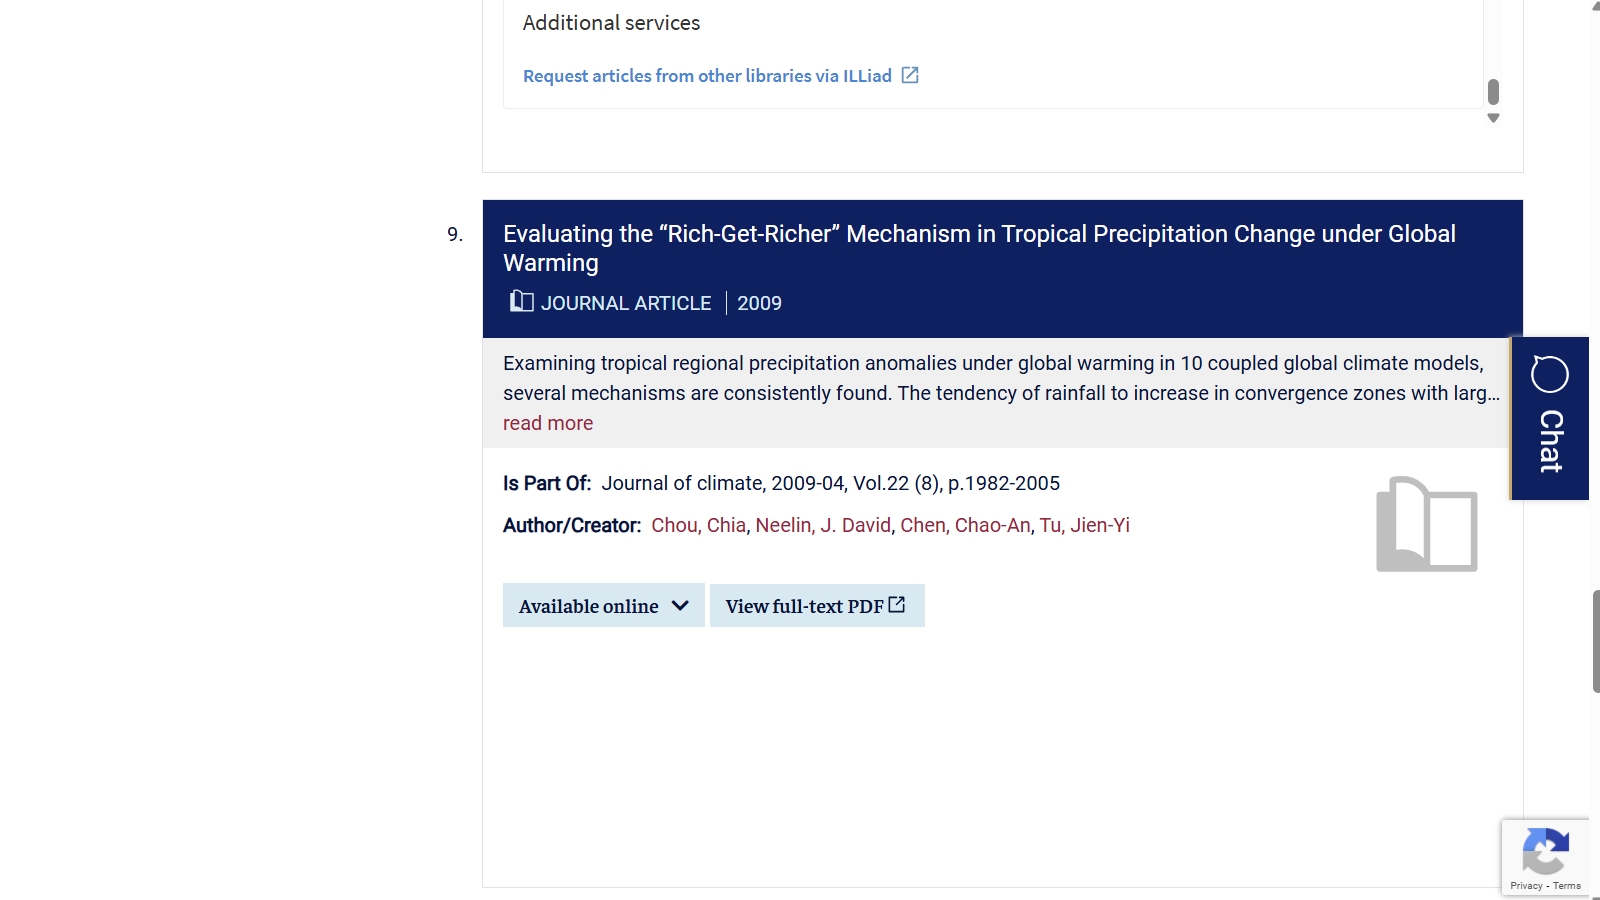 Additional services
Request articles from other libraries via ILLiad
9.
Evaluating the “Rich-Get-Richer” Mechanism in Tropical Precipitation Change under Global
Warming
JOURNAL ARTICLE | 2009
Examining tropical regional precipitation anomalies under global warming in 10 coupled global climate models,
several mechanisms are consistently found. The tendency of rainfall to increase in convergence zones with larg...
read more
Is Part Of: Journal of climate, 2009-04, Vol.22 (8), p.1982-2005
Author/Creator: Chou, Chia, Neelin, J. David, Chen, Chao-An, Tu, Jien-Yi
Available online
View full-text PDF
Chat
Privacy - Terms